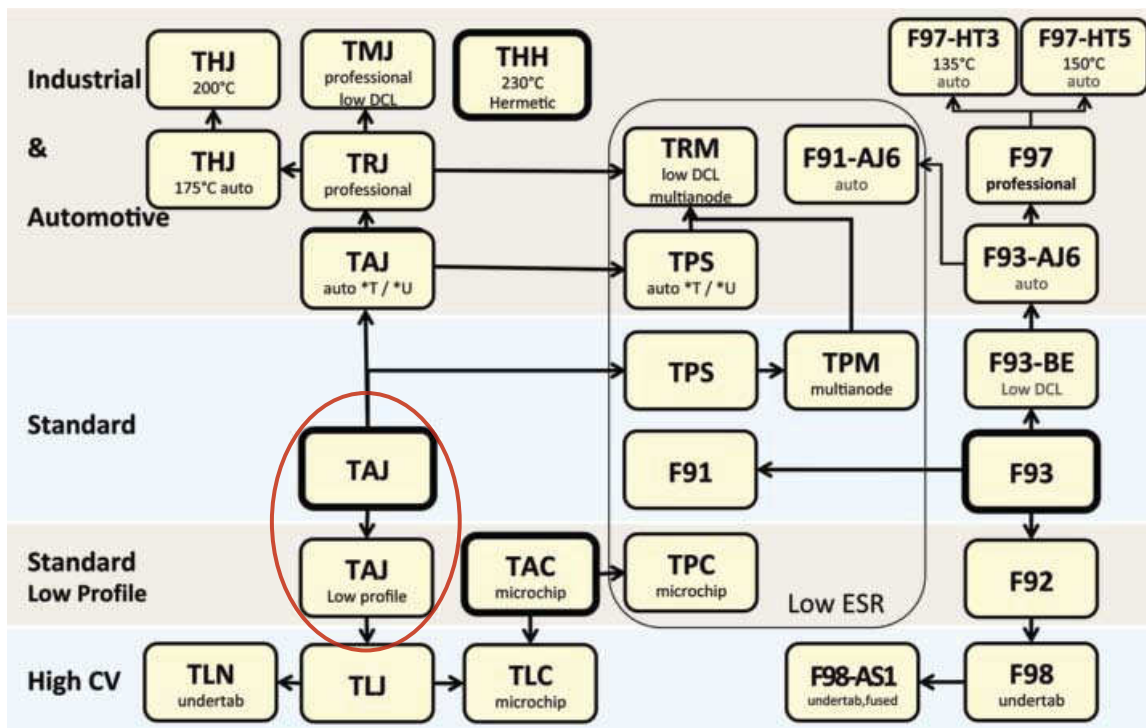 Industrial
&
Automotive
THJ
200°C
TMJ
professional
low DCL
THH
230°C
Hermetic
F97-HT3
135°C
auto
F97-HT5
150°C
auto
THJ
175°C auto
TRJ
professional
TRM
low DCL
multianode
F91-AJ6
auto
F97
professional
TAJ
auto *T / *U
TPS
auto *T / *U
F93-AJ6
auto
Standard
TPS
TPM
multianode
F93-BE
Low DCL
TAJ
F91
F93
Standard
Low Profile
TAJ
Low profile
TAC
microchip
TPC
microchip
Low ESR
F92
High CV
TLN
undertab
TLJ
TLC
microchip
F98-AS1
undertab,fused
F98
undertab